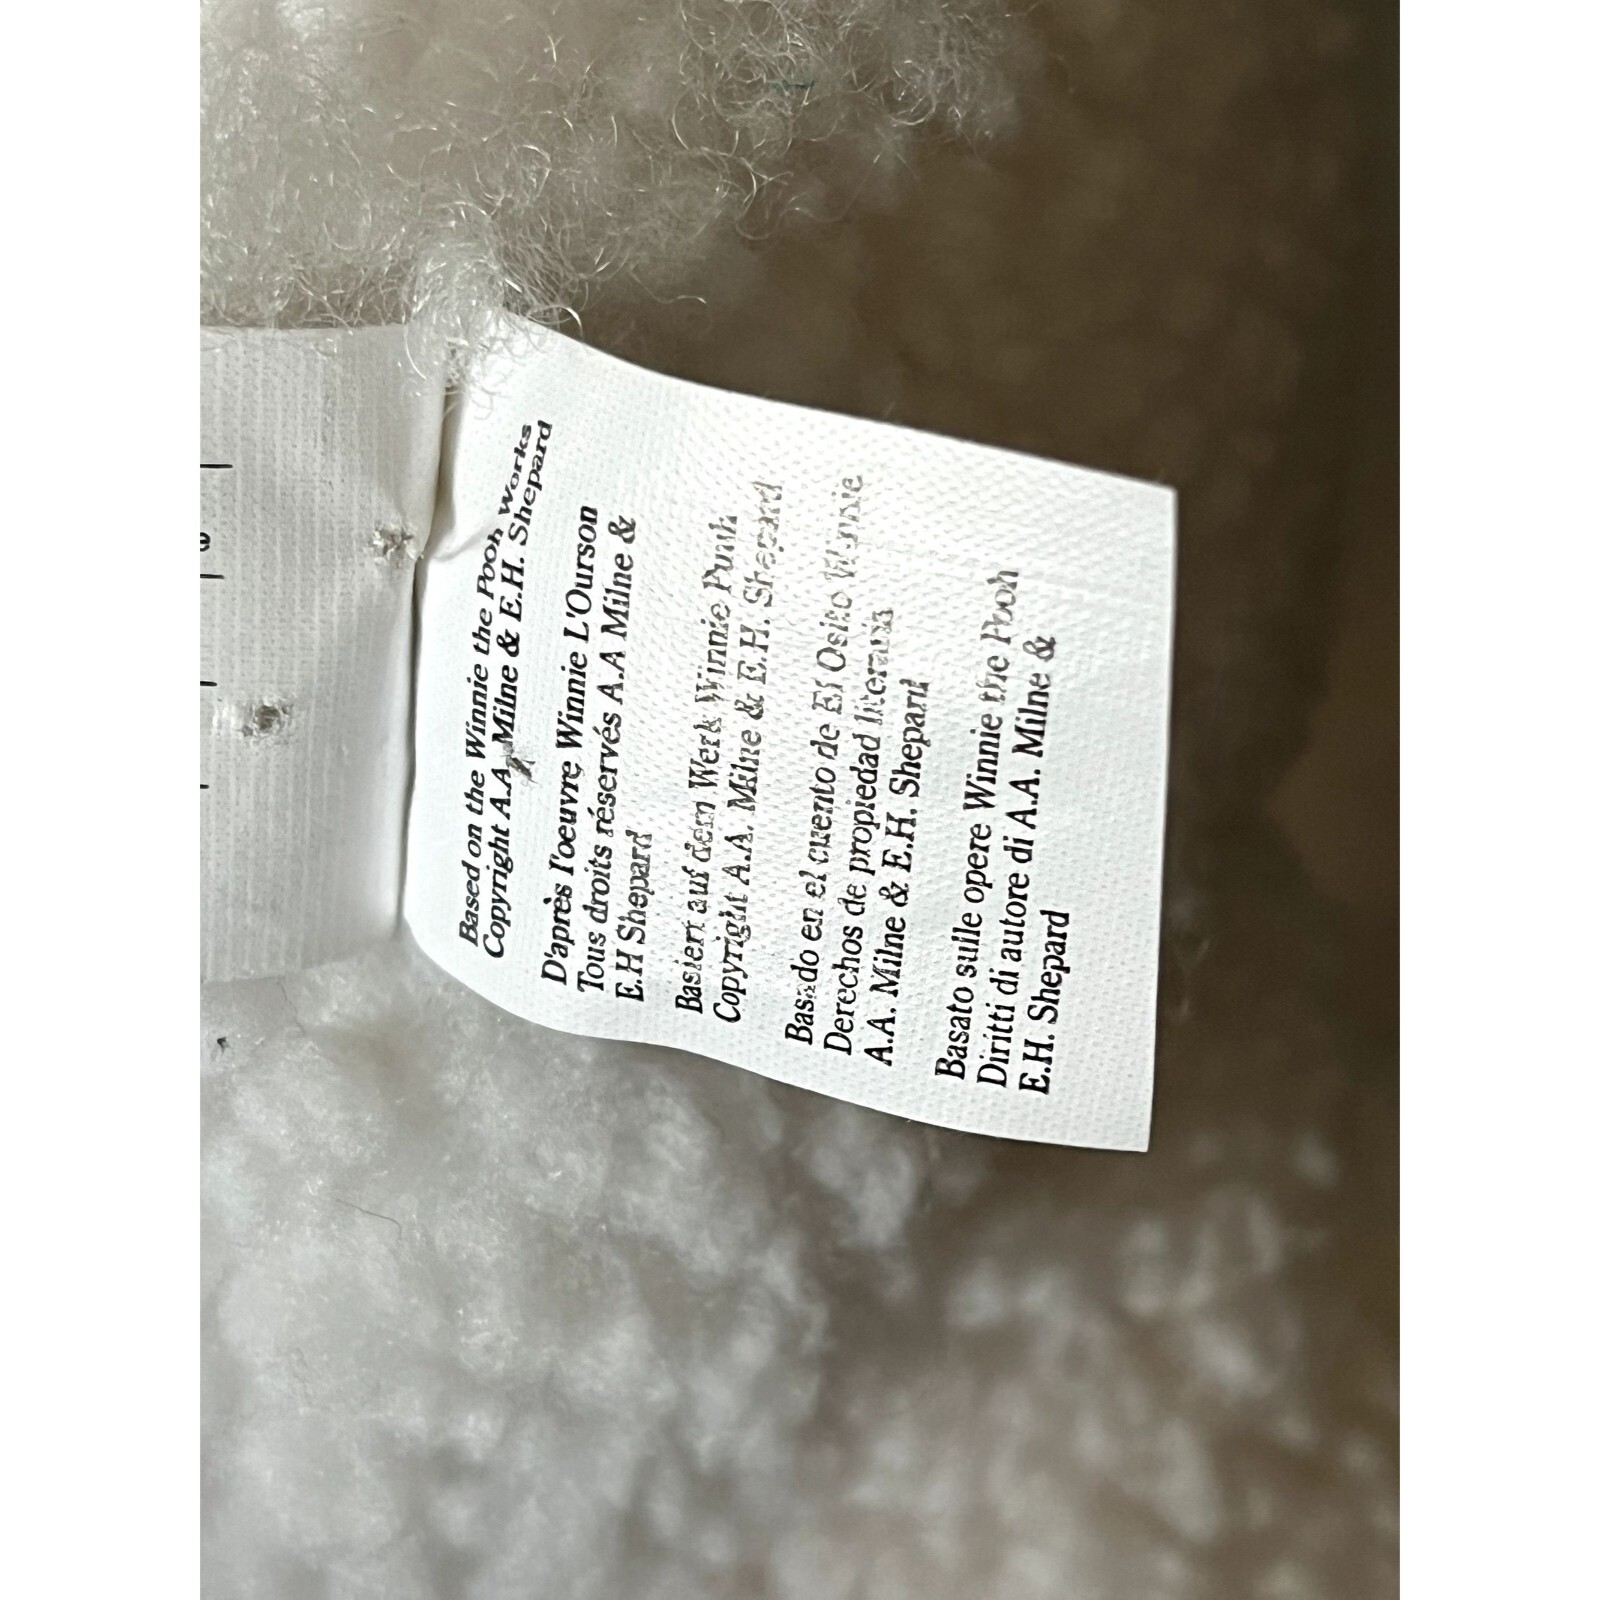 Based on the Winnie the Pooh Works
Copyright A.A. Milne & E.H. Shepard
D'après l'oeuvre Winnie L'Ourson
Tous droits réservés A.A Milne &
E.H Shepard
Basiert auf dem Werk Winnie Puuh
Copyright A.A. Milne & E.H. Shepard
Basado en el cuento de El Osito Winnie
Derechos de propiedad literaria
A.A. Milne & E.H. Shepard
Basato sulle opere Winnie the Pooh
Diritti di autore di A.A. Milne &
E.H. Shepard